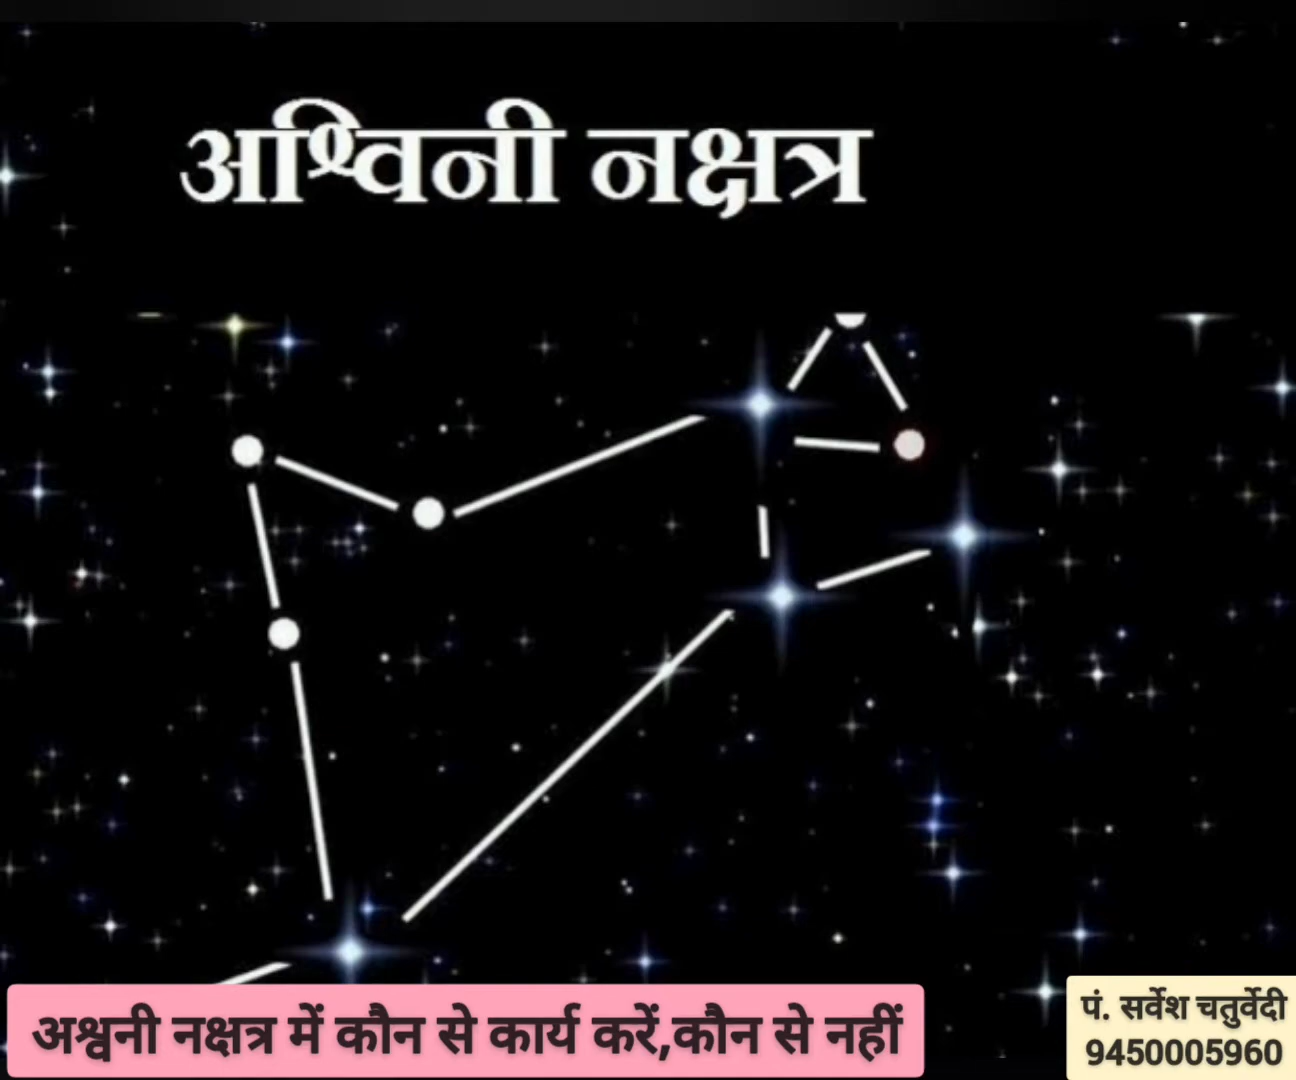 अश्विनी नक्षत्र
अश्वनी नक्षत्र में कौन से कार्य करें,कौन से नहीं
पं. सर्वेश चतुर्वेदी
9450005960